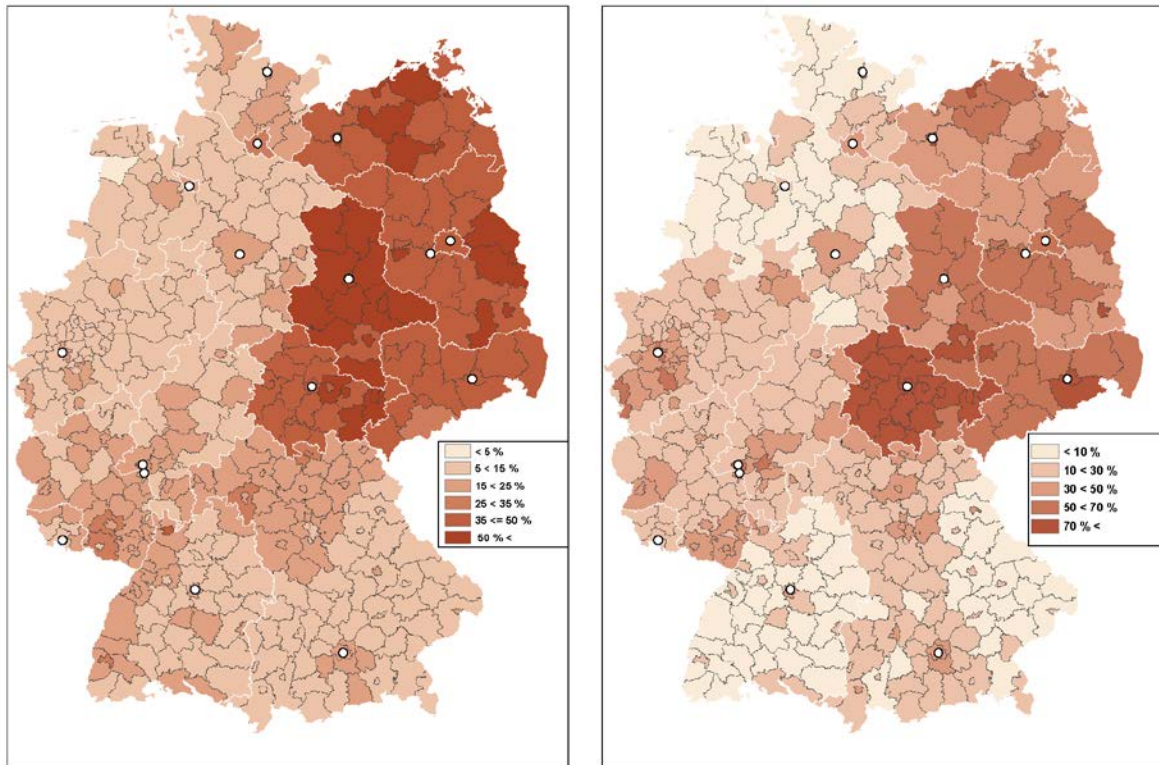 < 5 %
5 < 15 %
15 < 25 %
25 < 35 %
35 <= 50 %
50 % <
< 10 %
10 < 30 %
30 < 50 %
50 < 70 %
70 % <